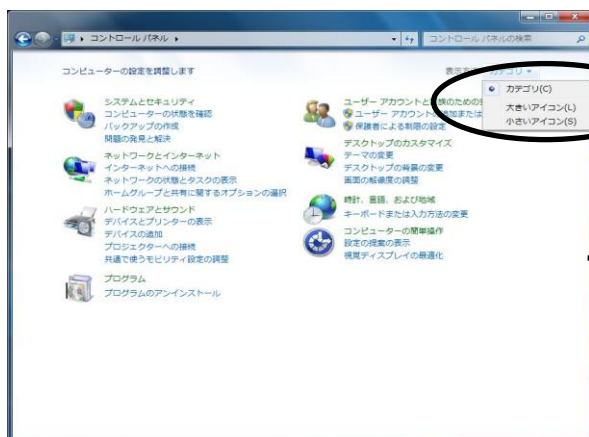 コントロール パネル
コントロール パネルの検索
コンピューターの設定を調整します
カテゴリ
カテゴリ(C)
大きいアイコン(L)
小さいアイコン(S)
システムとセキュリティ
コンピューターの状態を確認
バックアップの作成
問題の発見と解決
ネットワークとインターネット
インターネットへの接続
ネットワークの状態とタスクの表示
ホームグループと共有に関するオプションの選択
ハードウェアとサウンド
デバイスとプリンターの表示
デバイスの追加
プロジェクターへの接続
共通で使うモビリティ設定の調整
プログラム
プログラムのアンインストール
ユーザー アカウントと
ユーザー アカウントの追加または
保護者による制限の設定
デスクトップのカスタマイズ
テーマの変更
デスクトップの背景の変更
画面の解像度の調整
時計、言語、および地域
キーボードまたは入力方法の変更
コンピューターの簡単操作
設定の提案の表示
視覚ディスプレイの最適化